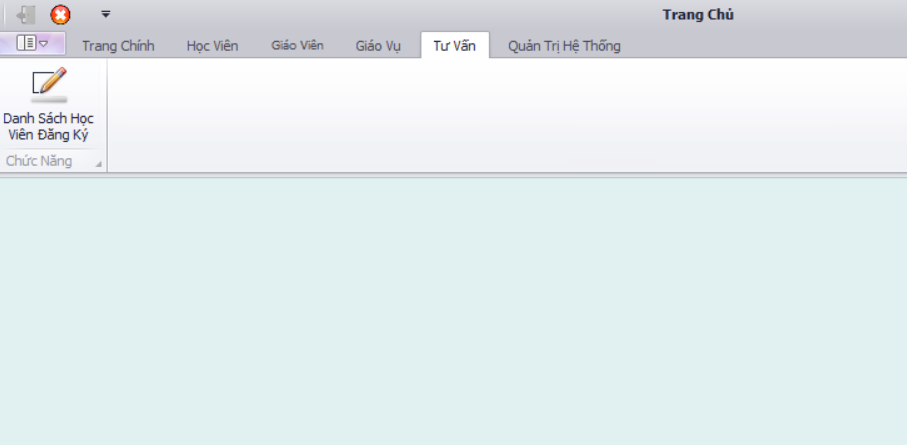 Trang Chủ
Trang Chính Học Viên Giáo Viên Giáo Vụ Tư Vấn Quản Trị Hệ Thống
Danh Sách Học
Viên Đăng Ký
Chức Năng